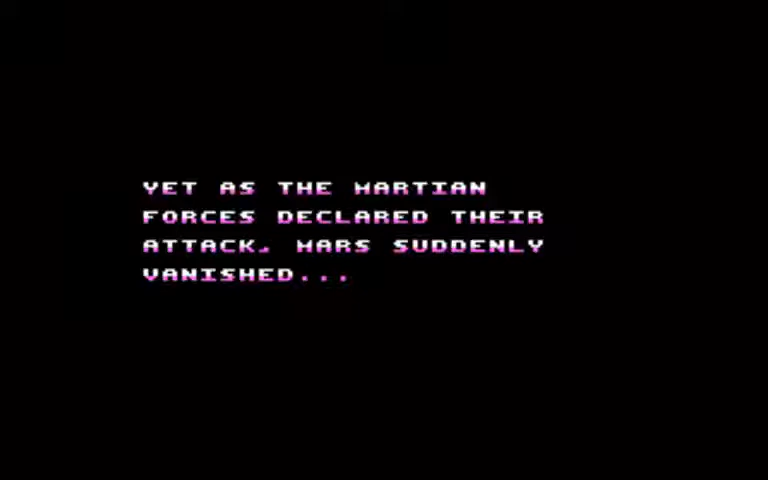 YET AS THE MARTIAN
FORCES DECLARED THEIR
ATTACK, MARS SUDDENLY
VANISHED...